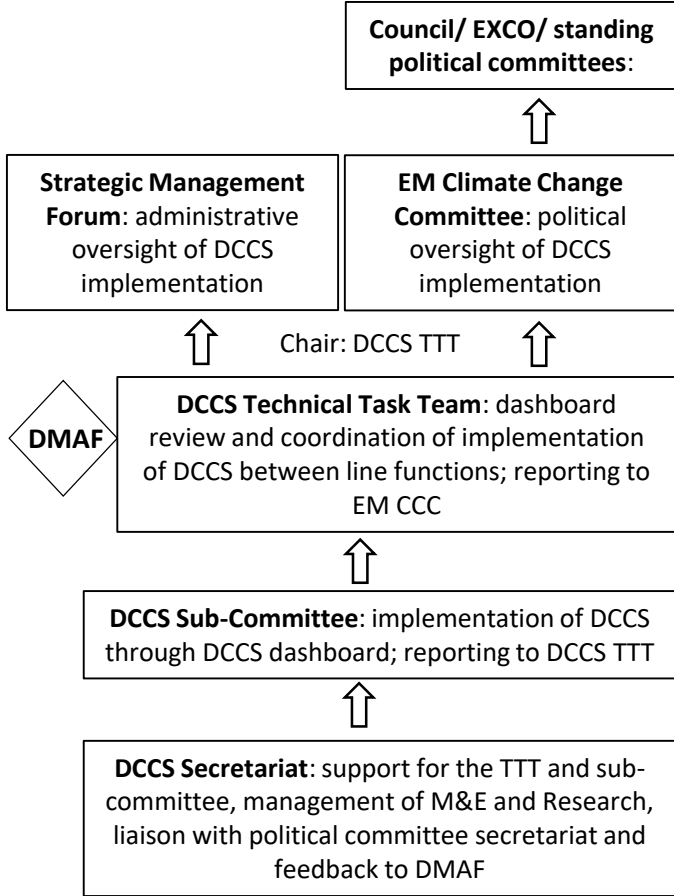 Council/ EXCO/ standing
political committees:
Strategic Management
Forum: administrative
oversight of DCCS
implementation
EM Climate Change
Committee: political
oversight of DCCS
implementation
Chair: DCCS TTT
DMAF
DCCS Technical Task Team: dashboard
review and coordination of implementation
of DCCS between line functions; reporting to
EM CCC
DCCS Sub-Committee: implementation of DCCS
through DCCS dashboard; reporting to DCCS TTT
DCCS Secretariat: support for the TTT and sub-
committee, management of M&E and Research,
liaison with political committee secretariat and
feedback to DMAF